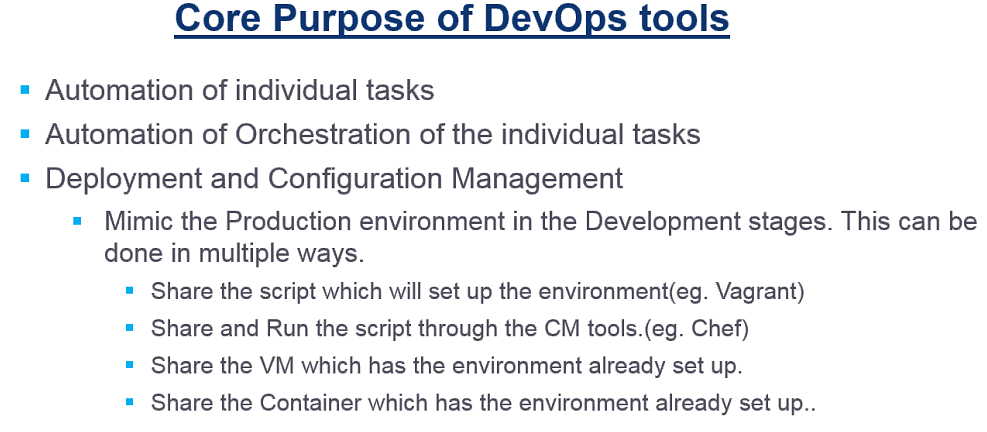 Core Purpose of DevOps tools
Automation of individual tasks
Automation of Orchestration of the individual tasks
Deployment and Configuration Management
Mimic the Production environment in the Development stages. This can be
done in multiple ways.
Share the script which will set up the environment(eg. Vagrant)
Share and Run the script through the CM tools.(eg. Chef)
Share the VM which has the environment already set up.
Share the Container which has the environment already set up..